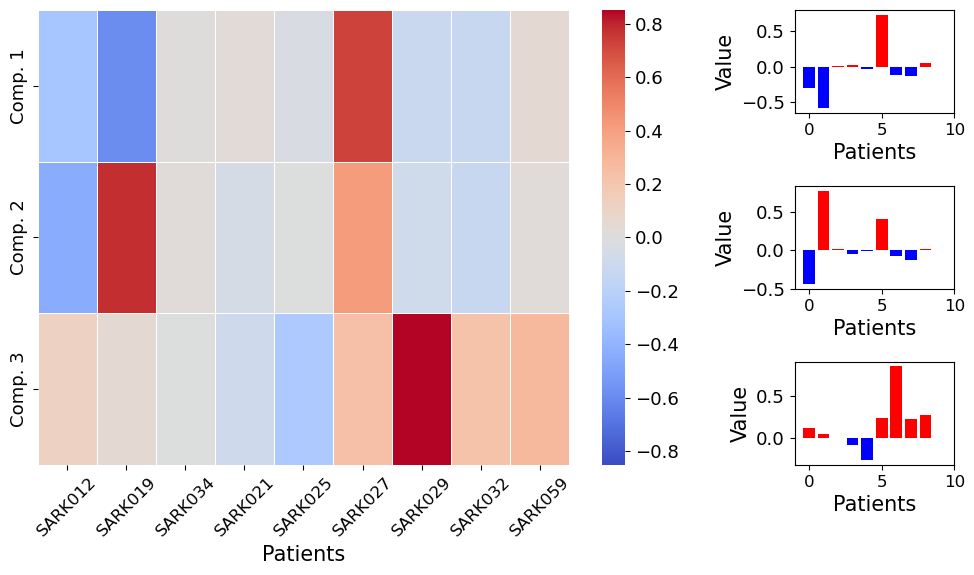 Comp. 1
Comp. 2
Comp. 3
SARK012
SARK019
SARK034
SARK021
SARK025
SARK027
SARK029
SARK032
SARK059
Patients
0.8
0.6
0.4
0.2
0.0
−0.2
−0.4
−0.6
−0.8
Value
0.5
0.0
−0.5
0
5
10
Patients
Value
0.5
0.0
−0.5
0
5
10
Patients
Value
0.5
0.0
0
5
10
Patients